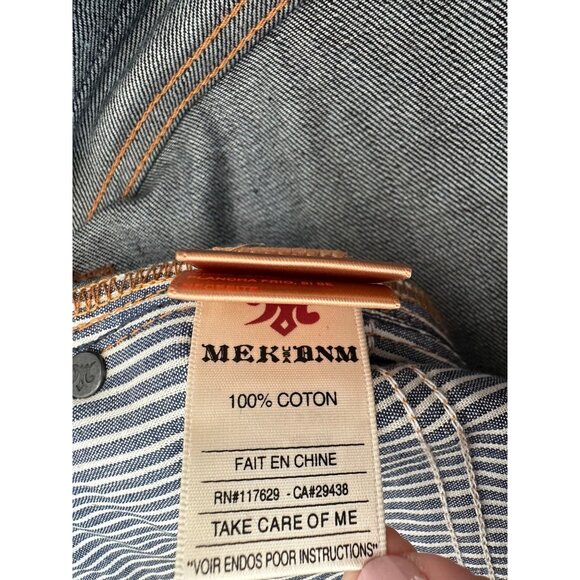 MEK DNM
100% COTON
FAIT EN CHINE
RN#117629 - CA#29438
TAKE CARE OF ME
"VOIR ENDOS POOR INSTRUCTIONS"